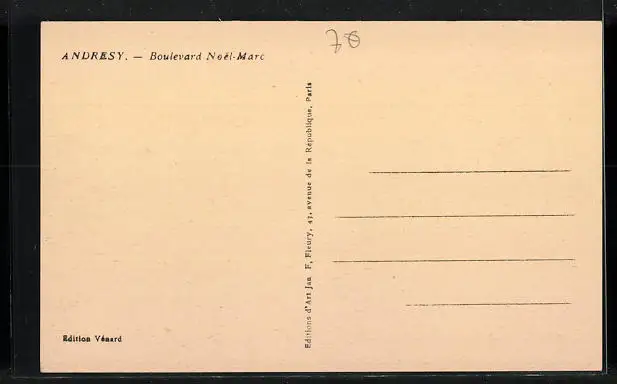 ANDRESY. — Boulevard Noël-Marc
70
Editions d'Art Jan F, Fleury, 43, avenue de la République, Paris
Edition Vénard